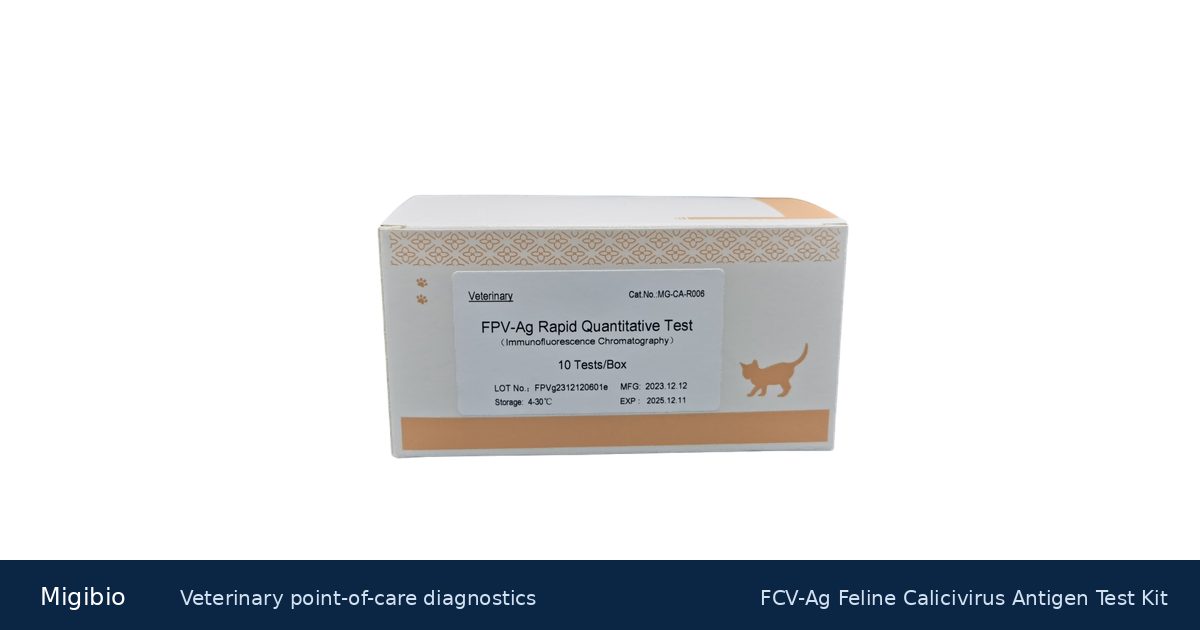 Veterinary
Cat.No.:MG-CA-R006
FPV-Ag Rapid Quantitative Test
（Immunofluorescence Chromatography）
10 Tests/Box
LOT No.：FPVg2312120601e MFG: 2023.12.12
Storage: 4-30℃ EXP： 2025.12.11
Migibio Veterinary point-of-care diagnostics FCV-Ag Feline Calicivirus Antigen Test Kit